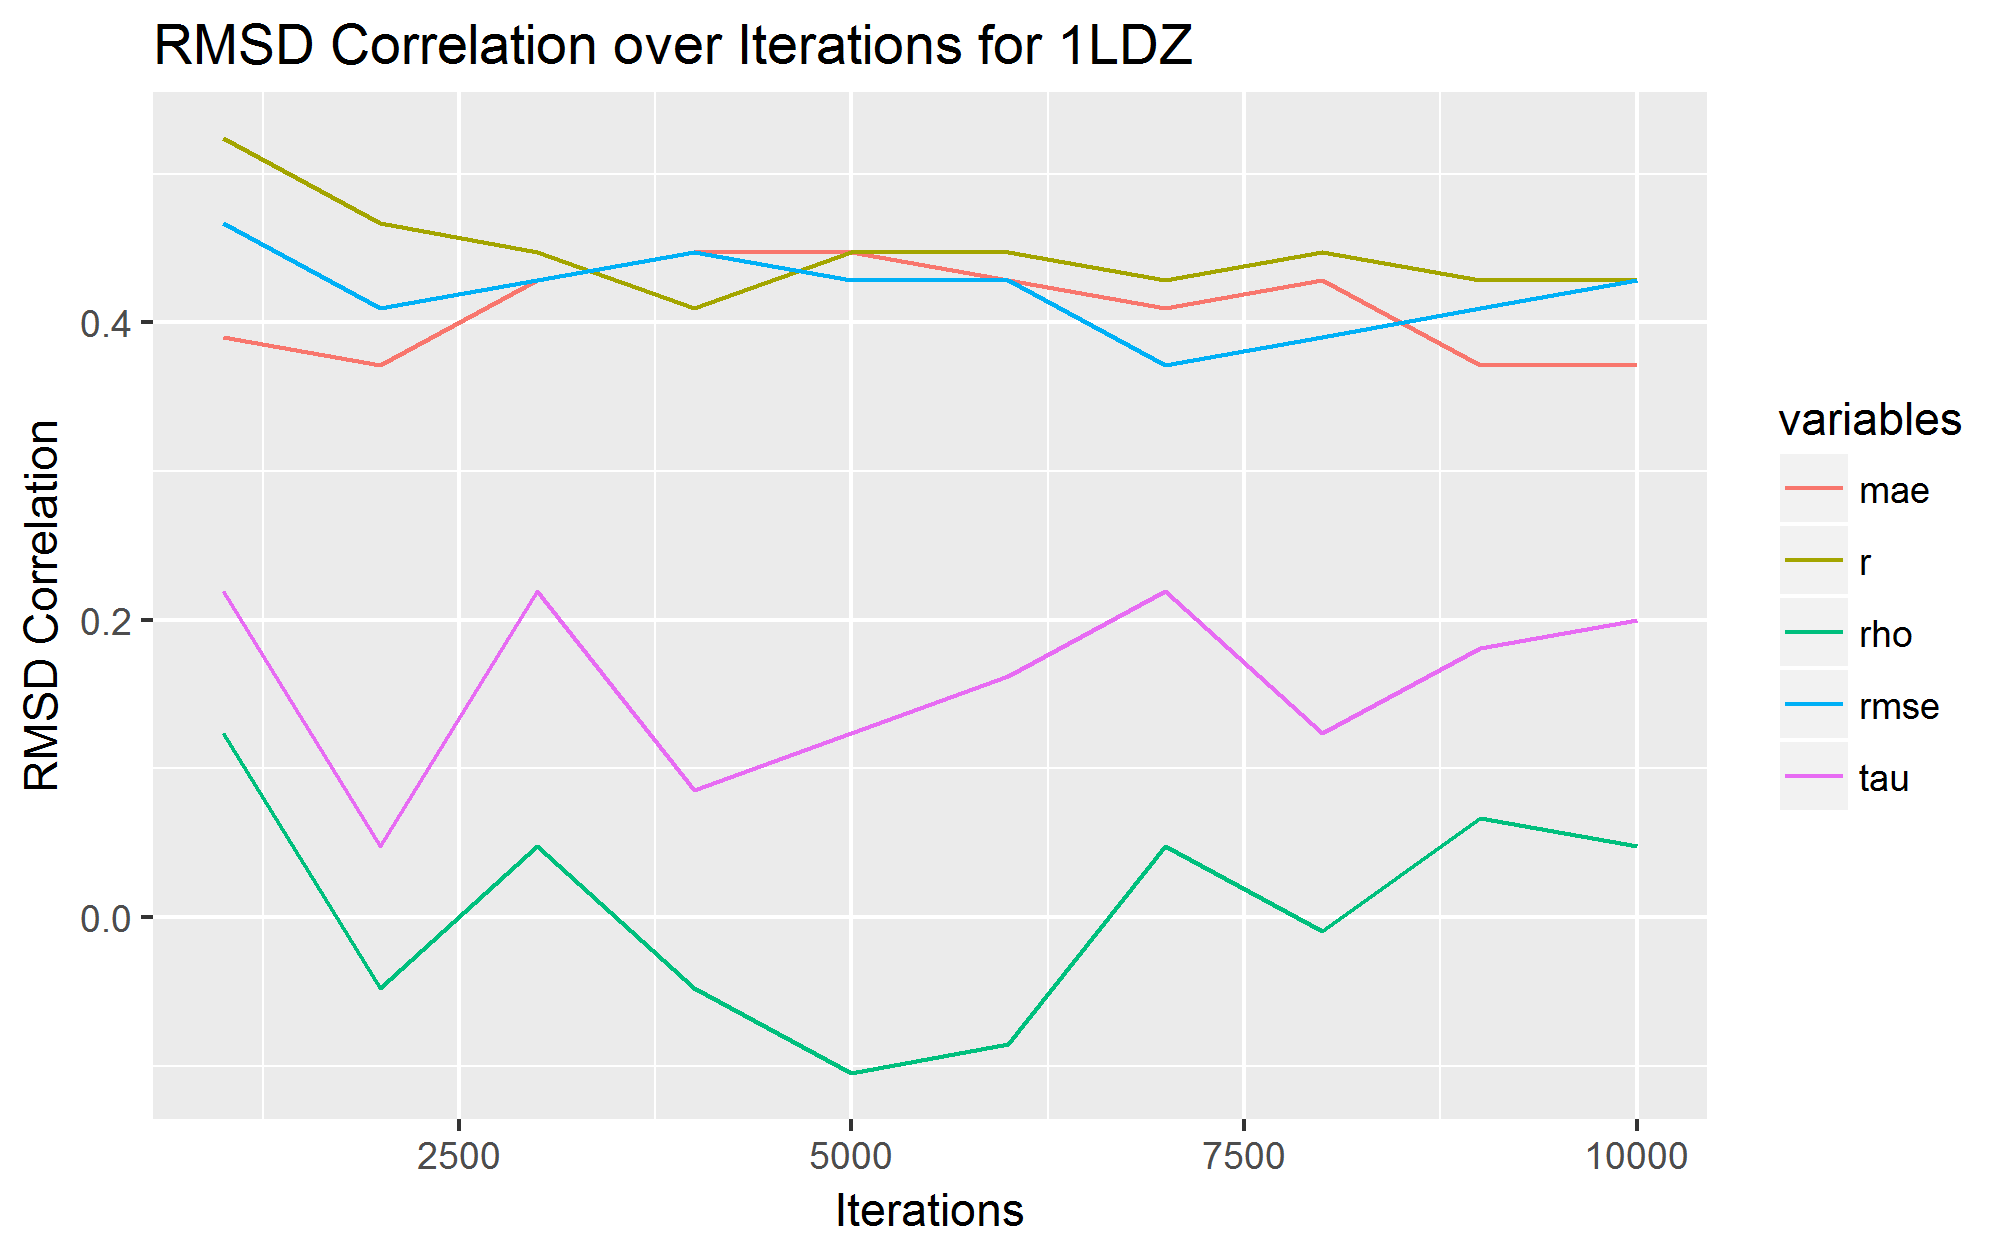 RMSD Correlation over Iterations for 1LDZ
RMSD Correlation
0.4
0.2
0.0
2500 5000 7500 10000
Iterations
variables
mae
r
rho
rmse
tau